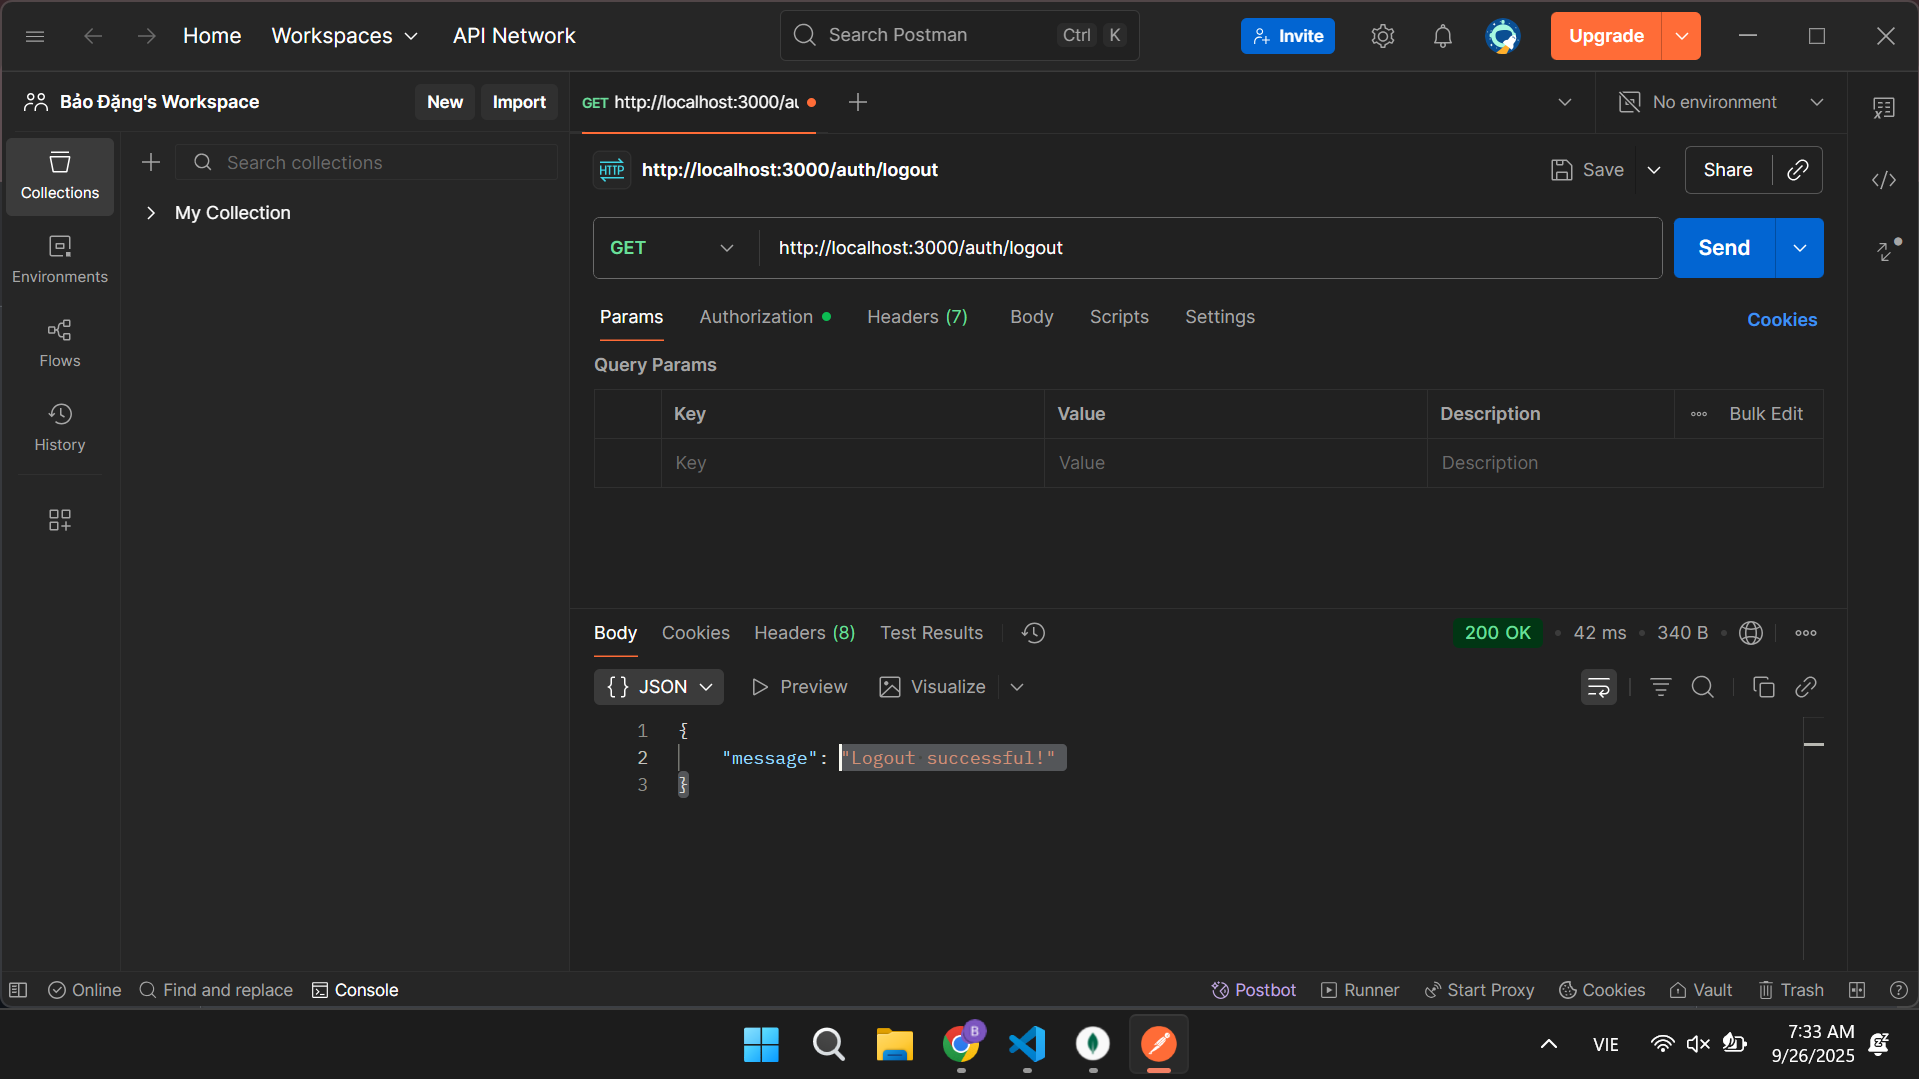 Home Workspaces API Network Search Postman Ctrl K Invite Upgrade
Bảo Đặng's Workspace New Import GET http://localhost:3000/au No environment
Collections
Search collections
My Collection
Environments
Flows
History
HTTP http://localhost:3000/auth/logout Save Share
GET http://localhost:3000/auth/logout Send
Params Authorization Headers (7) Body Scripts Settings Cookies
Query Params
Key Value Description Bulk Edit
Key Value Description
Body Cookies Headers (8) Test Results 200 OK • 42 ms • 340 B •
{} JSON Preview Visualize
1 {
2 "message": "Logout successful!"
3 }
Online Find and replace Console Postbot Runner Start Proxy Cookies Vault Trash
B
VIE
7:33 AM
9/26/2025